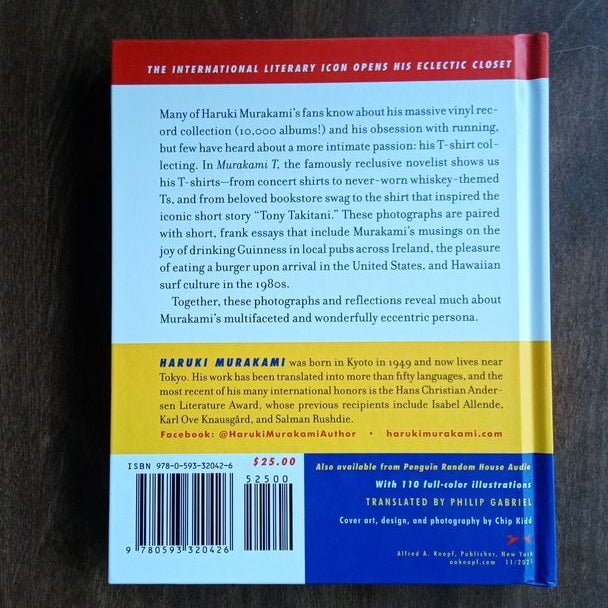 THE INTERNATIONAL LITERARY ICON OPENS HIS ECLECTIC CLOSET
Many of Haruki Murakami's fans know about his massive vinyl rec-
ord collection (10,000 albums!) and his obsession with running,
but few have heard about a more intimate passion: his T-shirt col-
lecting. In Murakami T, the famously reclusive novelist shows us
his T-shirts—from concert shirts to never-worn whiskey-themed
Ts, and from beloved bookstore swag to the shirt that inspired the
iconic short story "Tony Takitani." These photographs are paired
with short, frank essays that include Murakami's musings on the
joy of drinking Guinness in local pubs across Ireland, the pleasure
of eating a burger upon arrival in the United States, and Hawaiian
surf culture in the 1980s.
Together, these photographs and reflections reveal much about
Murakami's multifaceted and wonderfully eccentric persona.
HARUKI MURAKAMI was born in Kyoto in 1949 and now lives near
Tokyo. His work has been translated into more than fifty languages, and the
most recent of his many international honors is the Hans Christian Ander-
sen Literature Award, whose previous recipients include Isabel Allende,
Karl Ove Knausgård, and Salman Rushdie.
Facebook: @HarukiMurakamiAuthor • harukimurakami.com
ISBN 978-0-593-32042-6
$25.00
52500
9 780593 320426
Also available from Penguin Random House Audio
With 110 full-color illustrations
TRANSLATED BY PHILIP GABRIEL
Cover art, design, and photography by Chip Kidd
Alfred A. Knopf, Publisher, New York
aaknopf.com 11/2021